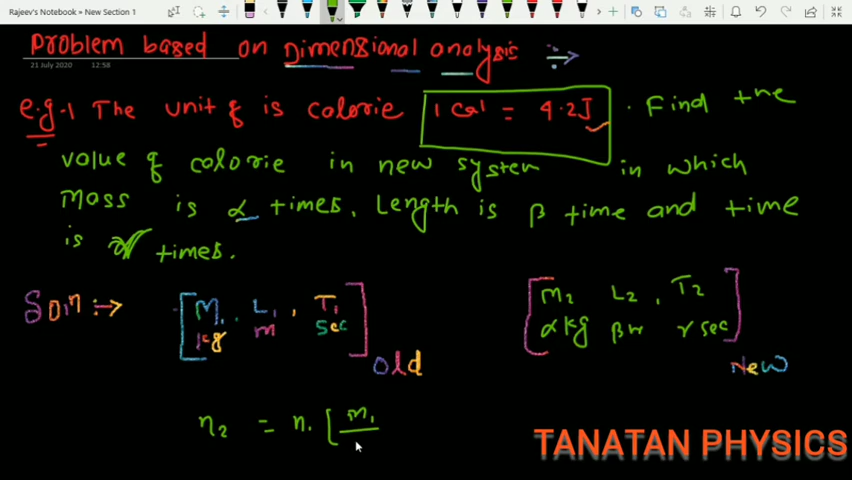 Rajeev's Notebook » New Section 1
Problem based on Dimensional analysis :-
21 July 2020 12:58
e.g.1 The unit of is calorie 1 Cal = 4.2J . Find the
value of calorie in new system in which
mass is α times, Length is β time and time
is γ times.
Soln :->
[M1, L1, T1] [M2 L2, T2]
kg m sec αkg βm γ sec
Old New
n2 = n1 [ m1
TANATAN PHYSICS